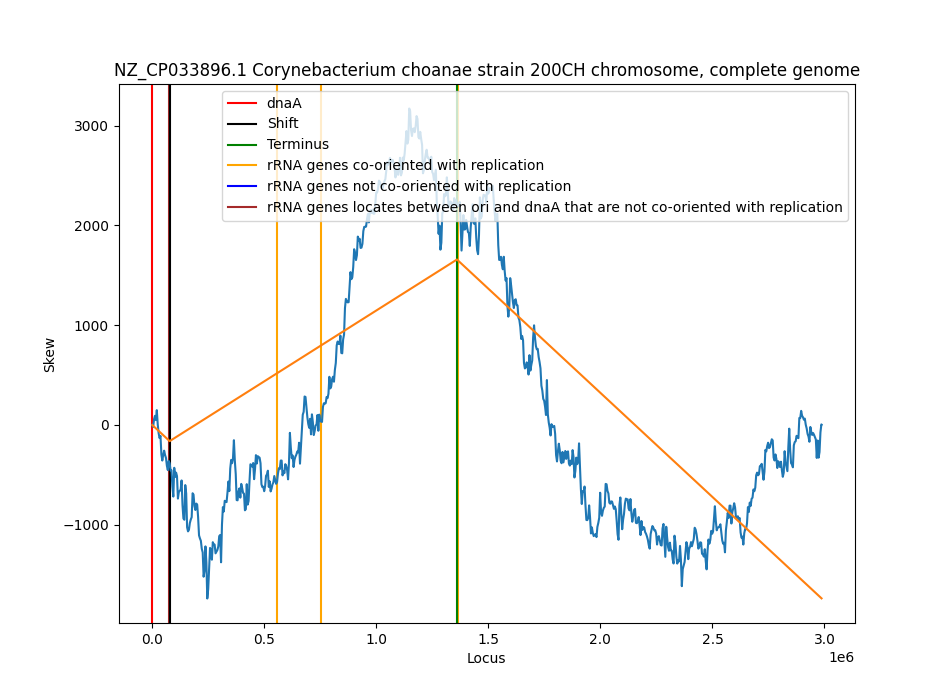 NZ_CP033896.1 Corynebacterium choanae strain 200CH chromosome, complete genome
dnaA
Shift
Terminus
rRNA genes co-oriented with replication
rRNA genes not co-oriented with replication
rRNA genes locates between ori and dnaA that are not co-oriented with replication
3000
2000
1000
0
−1000
Skew
0.0 0.5 1.0 1.5 2.0 2.5 3.0
1e6
Locus